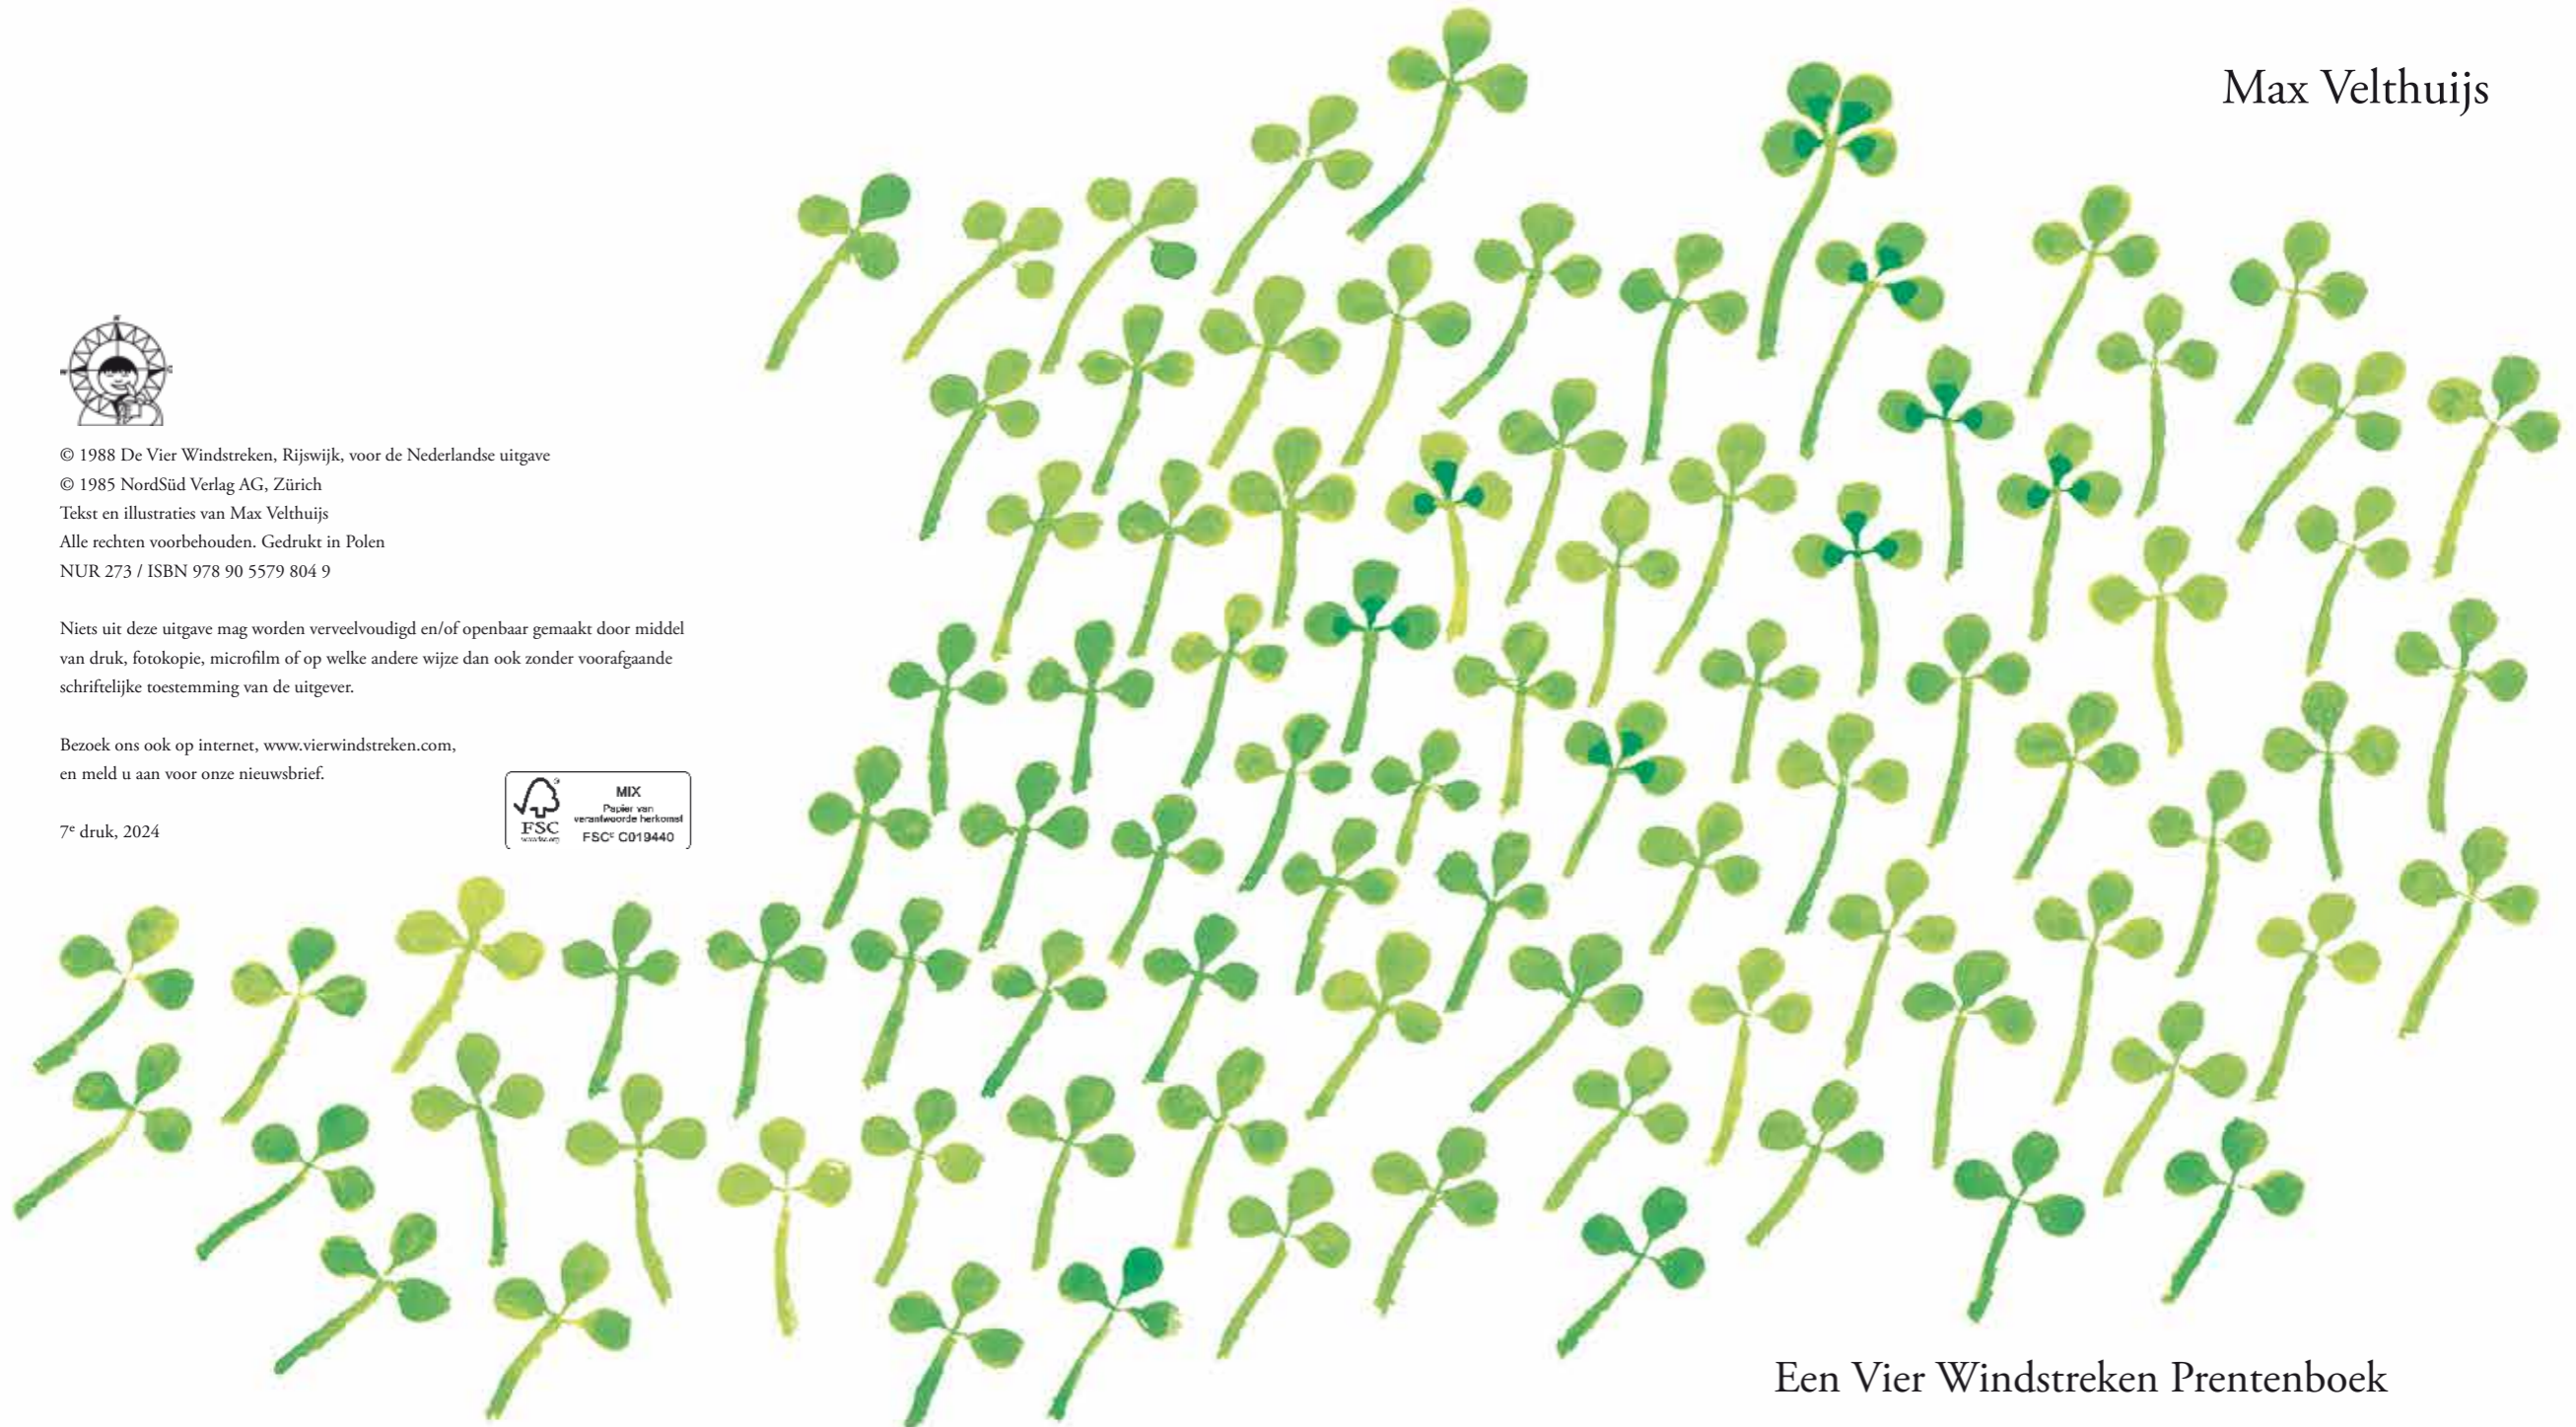 Max Velthuijs
© 1988 De Vier Windstreken, Rijswijk, voor de Nederlandse uitgave
© 1985 NordSüd Verlag AG, Zürich
Tekst en illustraties van Max Velthuijs
Alle rechten voorbehouden. Gedrukt in Polen
NUR 273 / ISBN 978 90 5579 804 9
Niets uit deze uitgave mag worden verveelvoudigd en/of openbaar gemaakt door middel
van druk, fotokopie, microfilm of op welke andere wijze dan ook zonder voorafgaande
schriftelijke toestemming van de uitgever.
Bezoek ons ook op internet, www.vierwindstreken.com,
en meld u aan voor onze nieuwsbrief.
7e druk, 2024
FSC
MIX
Papier van
verantwoorde herkomst
FSC® C019440
Een Vier Windstreken Prentenboek